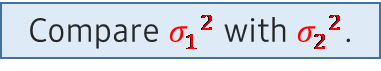 Compare σ₁² with σ₂².